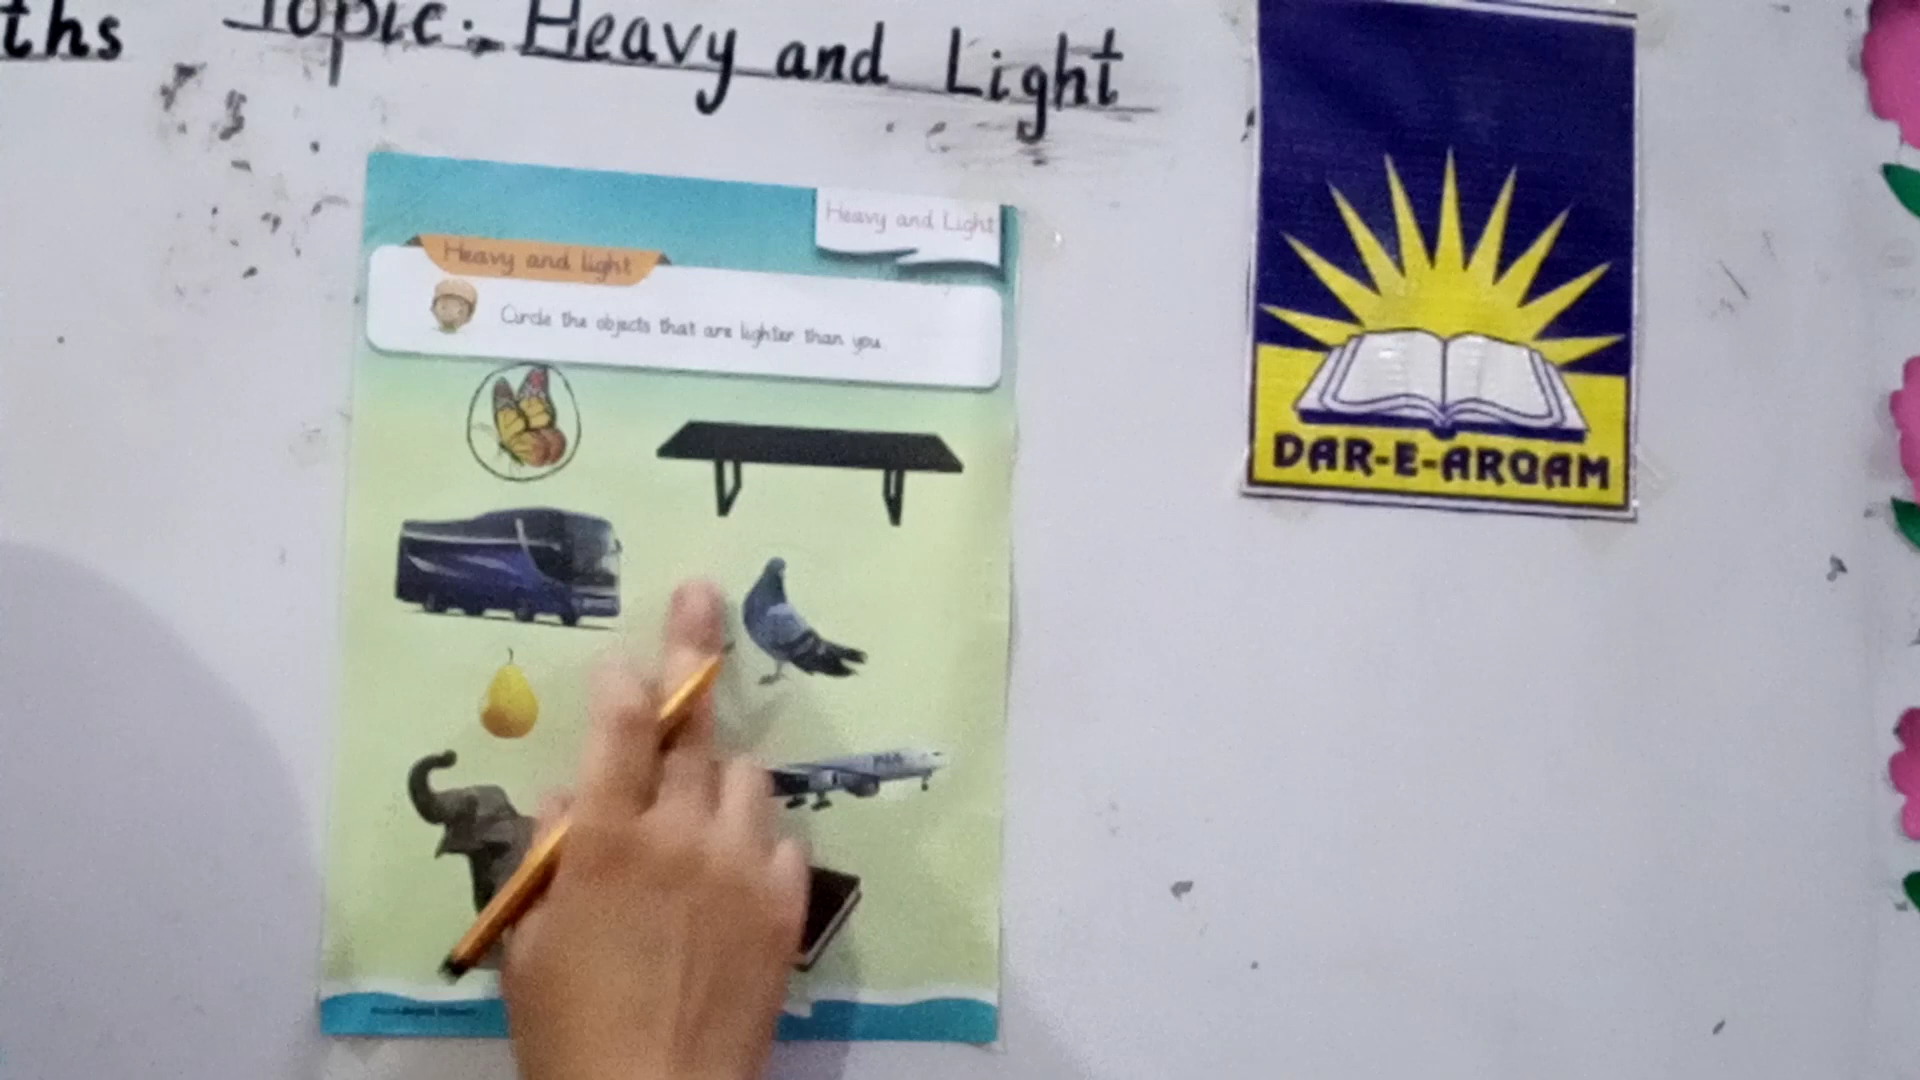 ths Topic:- Heavy and Light
Heavy and Light
Heavy and light
Circle the objects that are lighter than you.
DAR-E-ARQAM